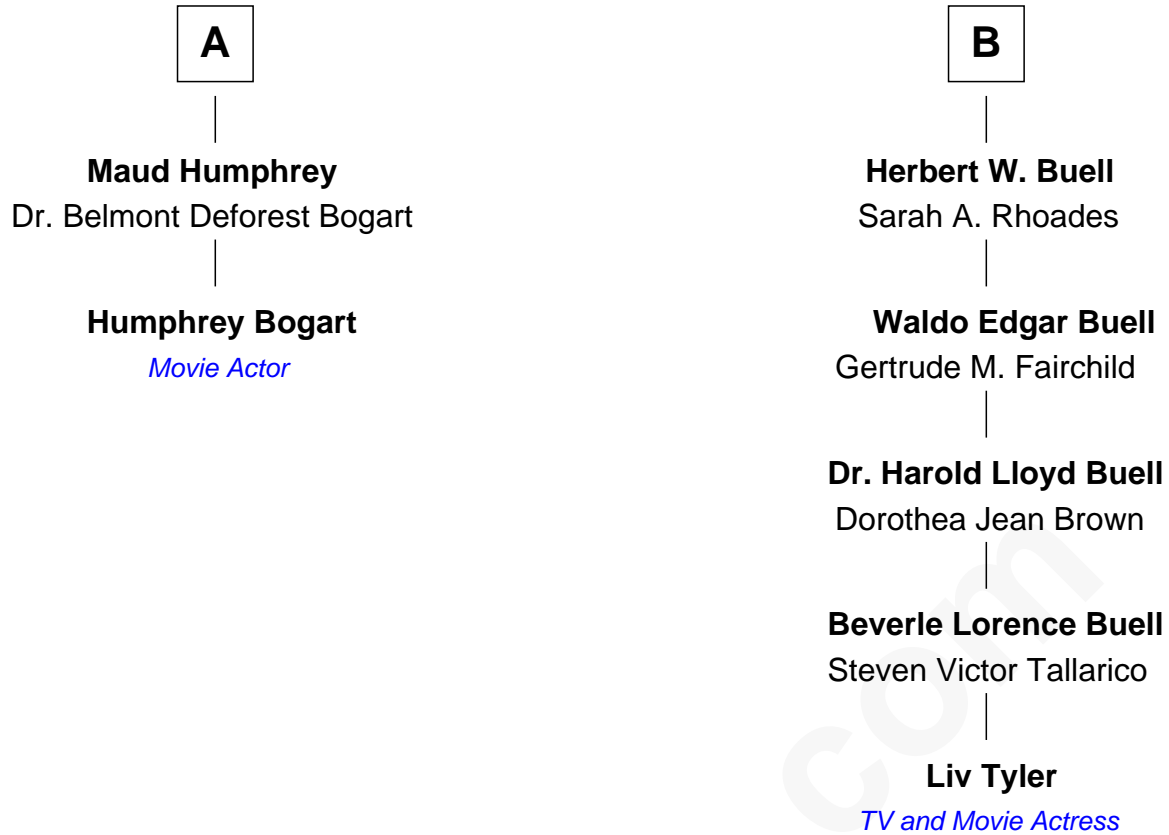 A
Maud Humphrey
Dr. Belmont Deforest Bogart
Humphrey Bogart
Movie Actor
B
Herbert W. Buell
Sarah A. Rhoades
Waldo Edgar Buell
Gertrude M. Fairchild
Dr. Harold Lloyd Buell
Dorothea Jean Brown
Beverle Lorence Buell
Steven Victor Tallarico
Liv Tyler
TV and Movie Actress
com